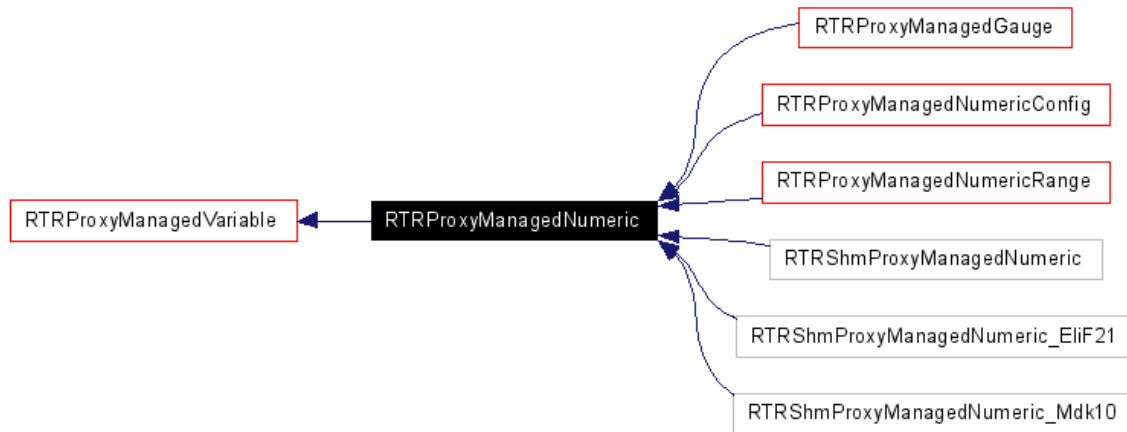 RTRProxyManagedGauge
RTRProxyManagedNumericConfig
RTRProxyManagedNumericRange
RTRProxyManagedVariable
RTRProxyManagedNumeric
RTRShmProxyManagedNumeric
RTRShmProxyManagedNumeric_EliF21
RTRShmProxyManagedNumeric_Mdk10